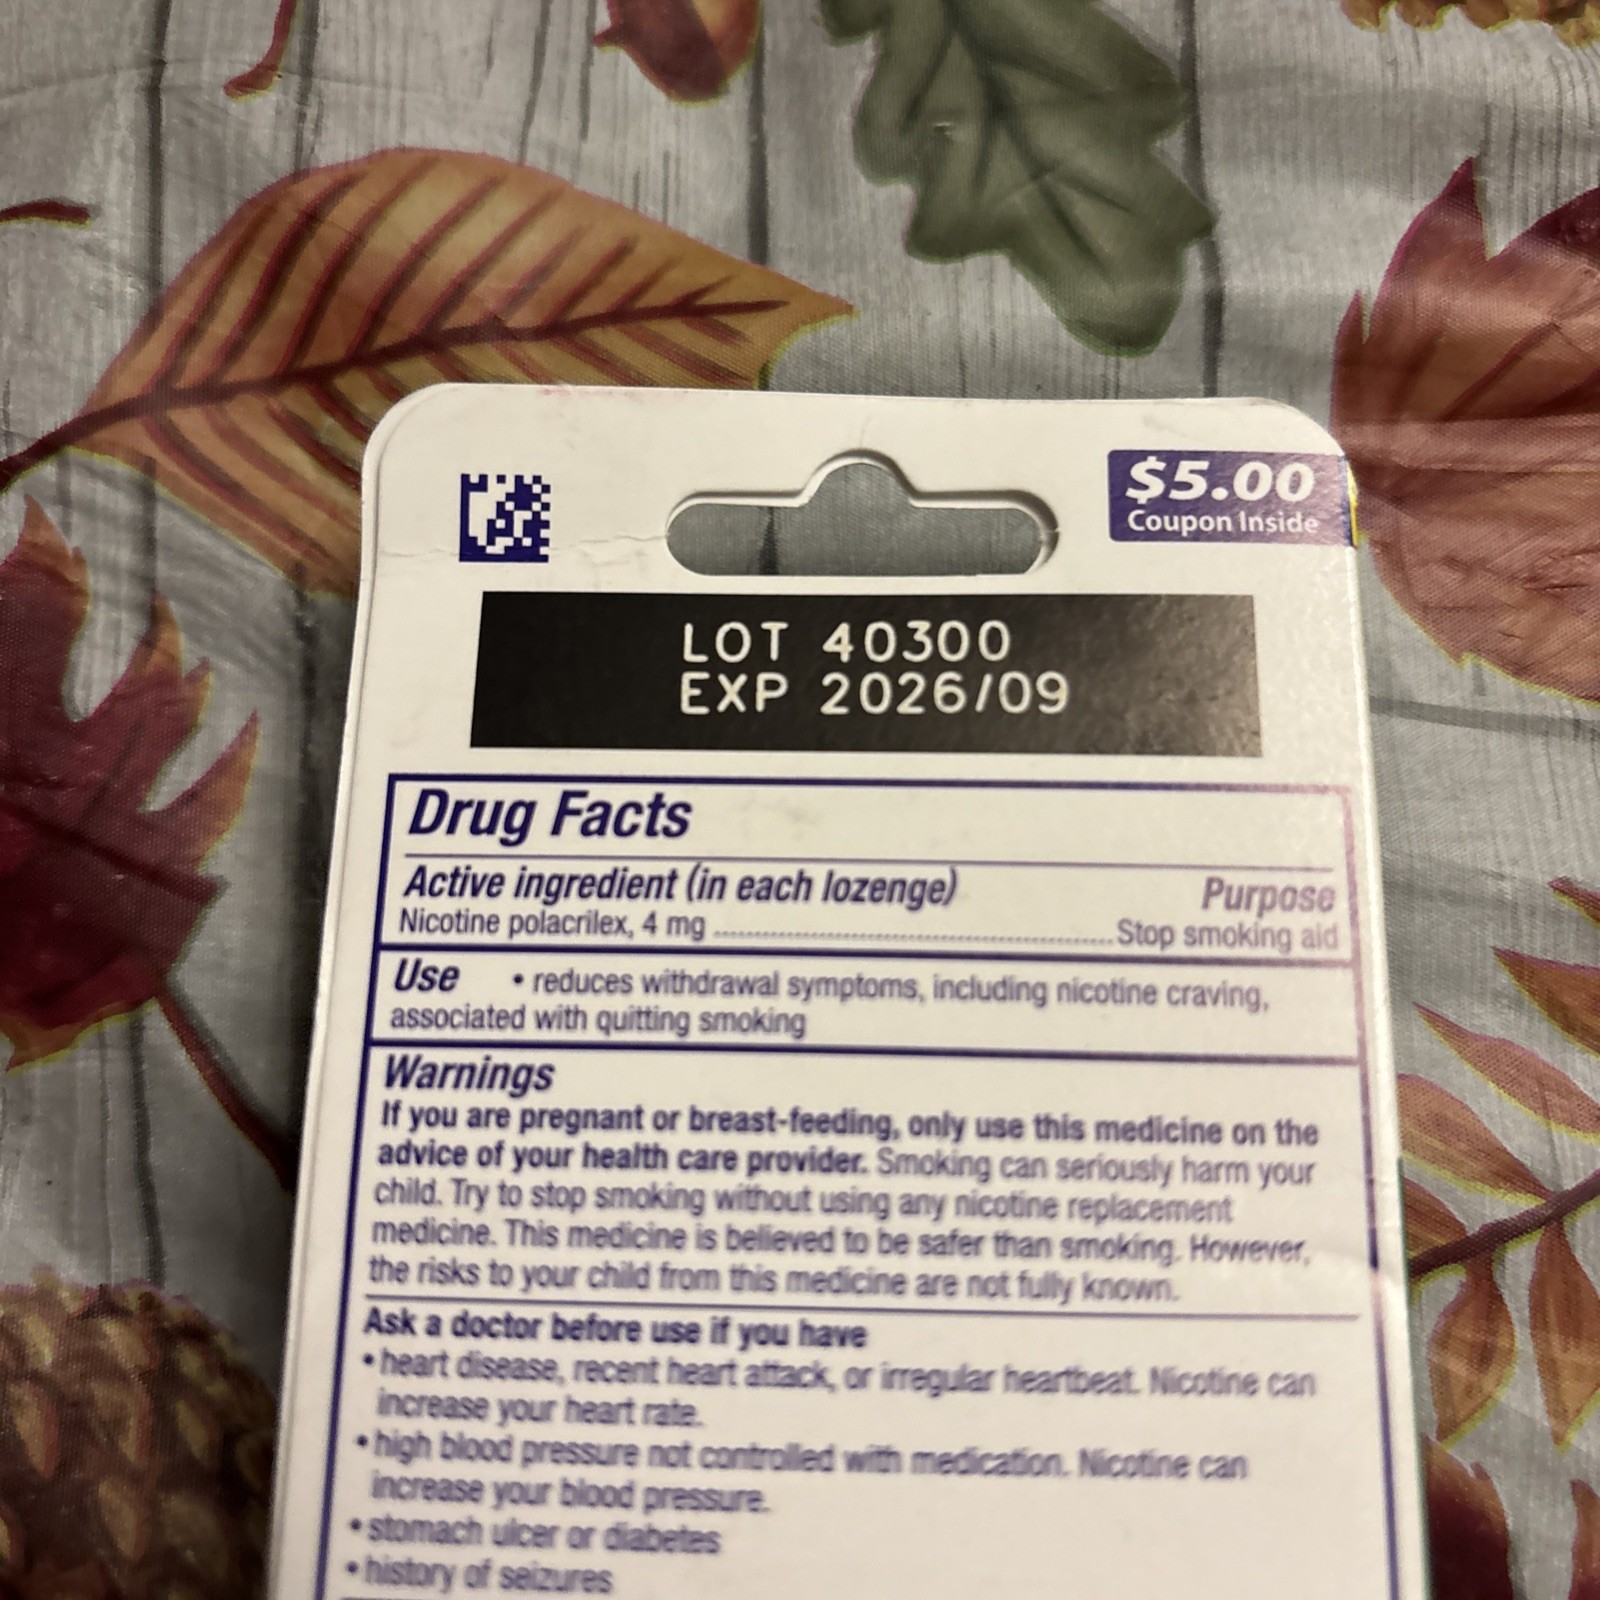 $5.00
Coupon Inside
LOT 40300
EXP 2026/09
Drug Facts
Active ingredient (in each lozenge) Purpose
Nicotine polacrilex, 4 mg ........................................................ Stop smoking aid
Use • reduces withdrawal symptoms, including nicotine craving,
associated with quitting smoking
Warnings
If you are pregnant or breast-feeding, only use this medicine on the
advice of your health care provider. Smoking can seriously harm your
child. Try to stop smoking without using any nicotine replacement
medicine. This medicine is believed to be safer than smoking. However,
the risks to your child from this medicine are not fully known.
Ask a doctor before use if you have
• heart disease, recent heart attack, or irregular heartbeat. Nicotine can
increase your heart rate.
• high blood pressure not controlled with medication. Nicotine can
increase your blood pressure.
• stomach ulcer or diabetes
• history of seizures